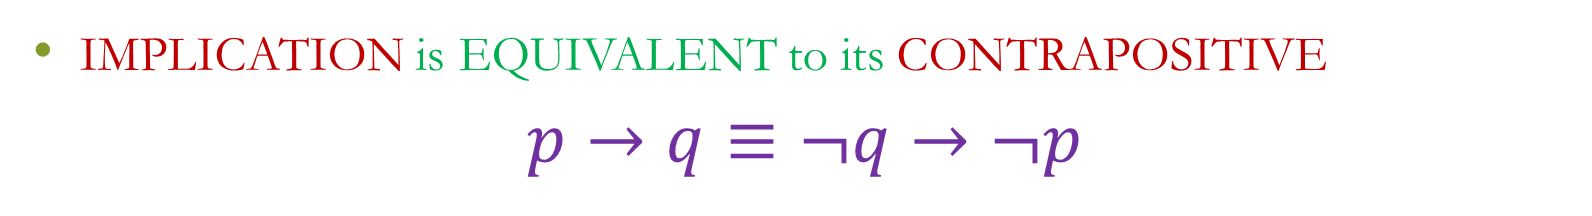 • IMPLICATION is EQUIVALENT to its CONTRAPOSITIVE
𝑝 → 𝑞 ≡ ¬𝑞 → ¬𝑝